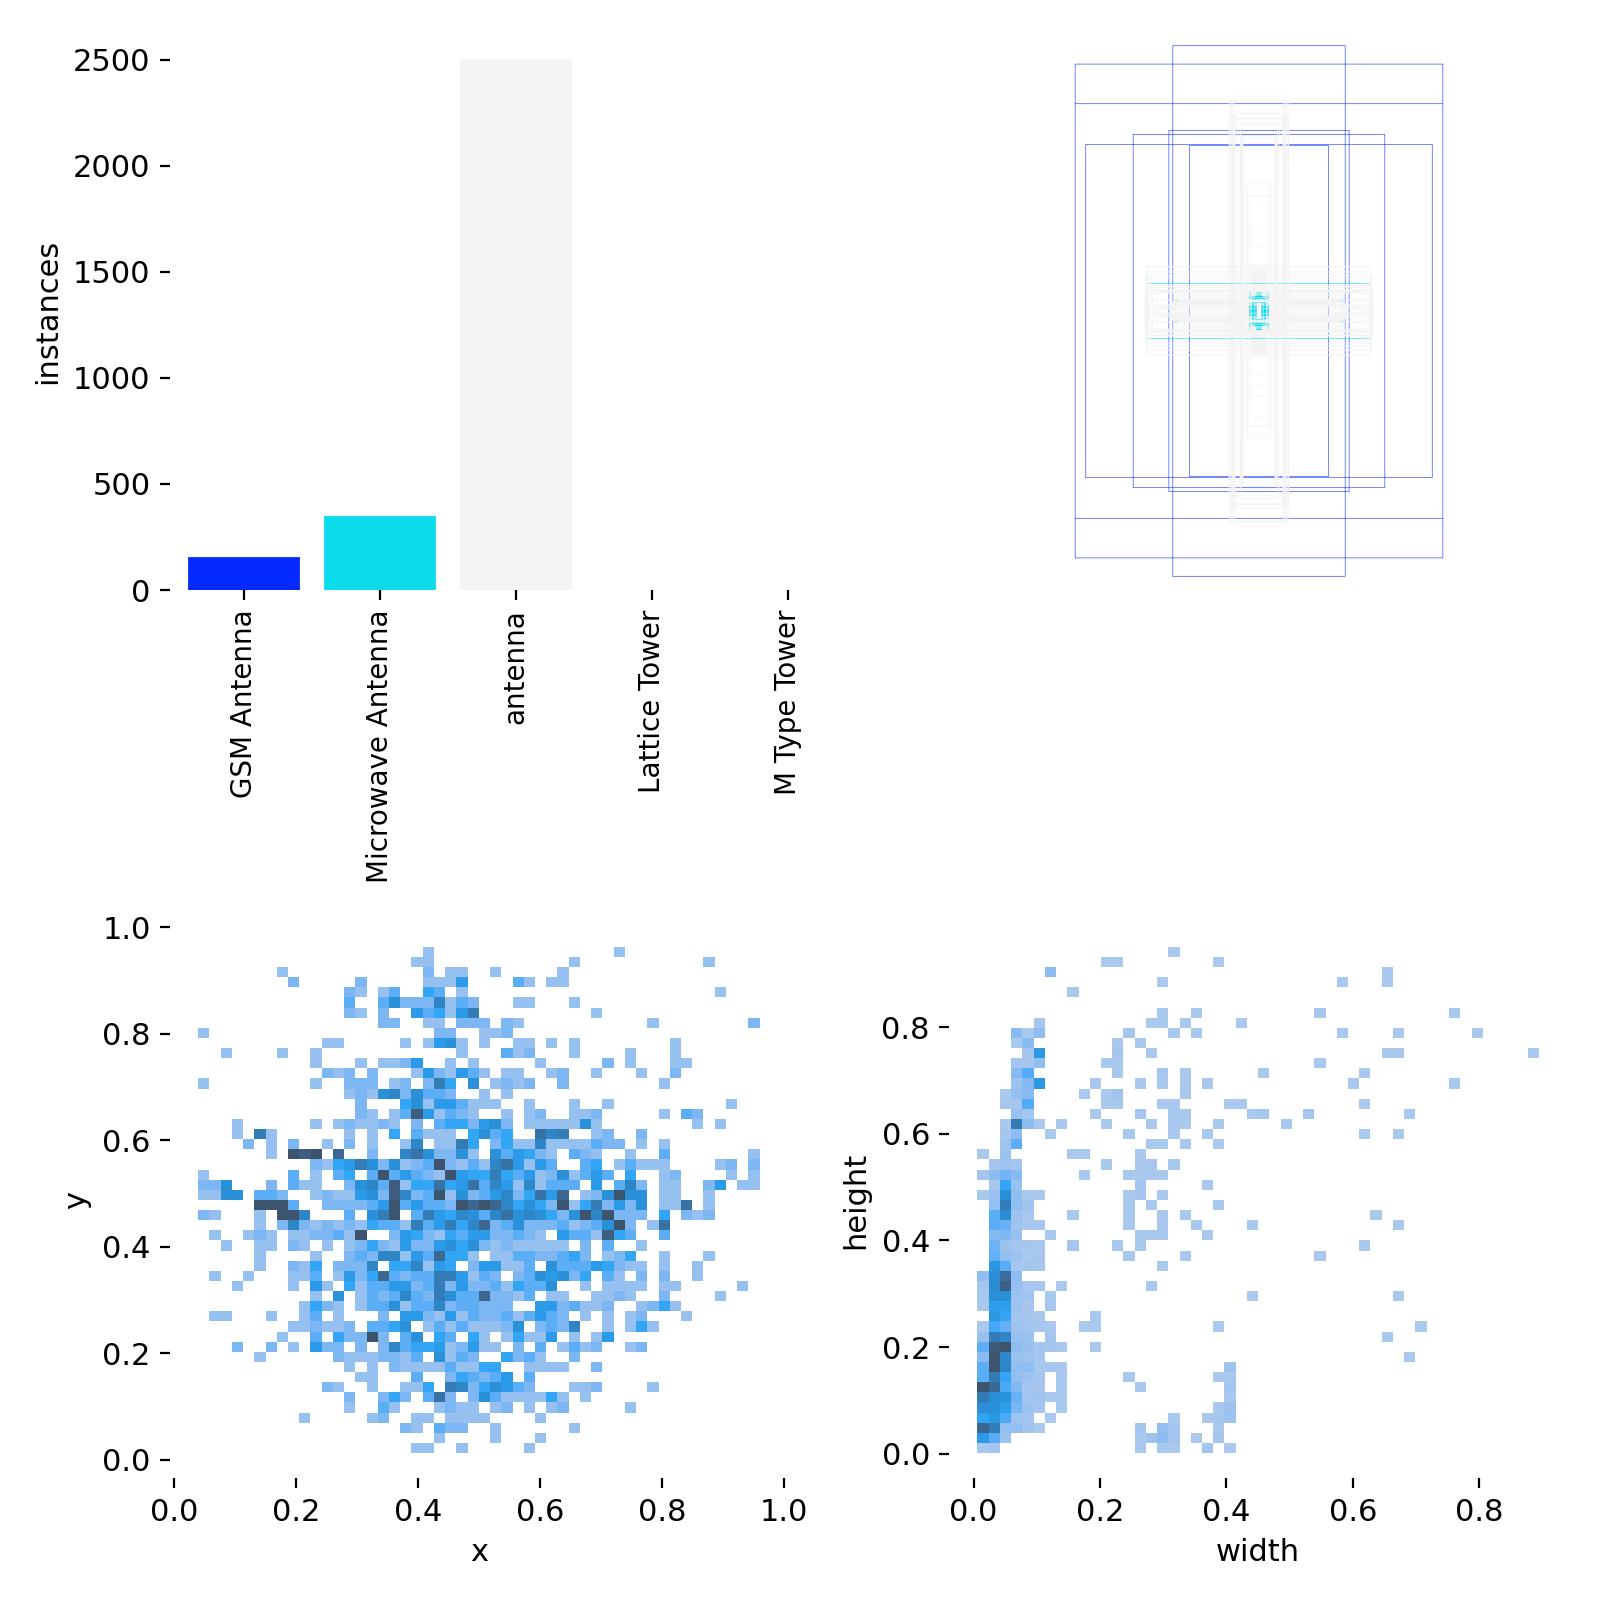 2500
2000
1500
1000
500
0
instances
GSM Antenna
Microwave Antenna
antenna
Lattice Tower
M Type Tower
1.0
0.8
0.6
0.4
0.2
0.0
y
0.0 0.2 0.4 0.6 0.8 1.0
x
0.8
0.6
0.4
0.2
0.0
height
0.0 0.2 0.4 0.6 0.8
width